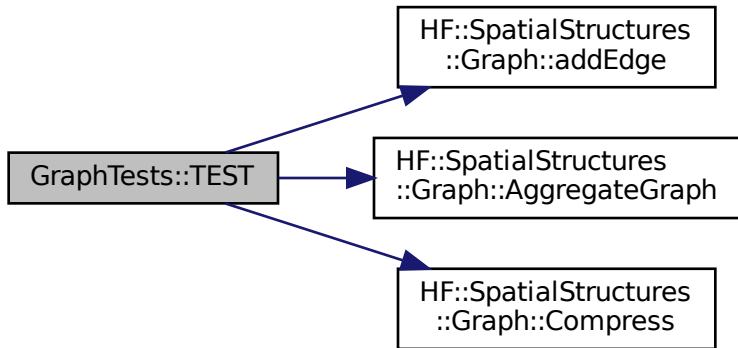 HF::SpatialStructures
::Graph::addEdge
GraphTests::TEST
HF::SpatialStructures
::Graph::AggregateGraph
HF::SpatialStructures
::Graph::Compress